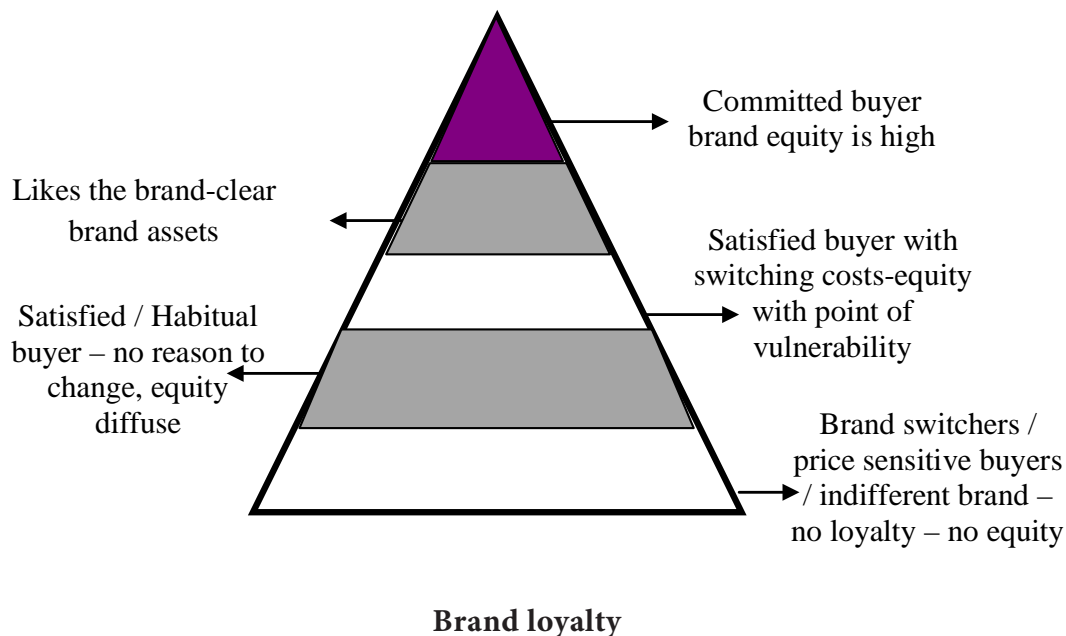 Committed buyer
brand equity is high
Likes the brand-clear
brand assets
Satisfied buyer with
switching costs-equity
with point of
vulnerability
Satisfied / Habitual
buyer – no reason to
change, equity
diffuse
Brand switchers /
price sensitive buyers
/ indifferent brand –
no loyalty – no equity
Brand loyalty